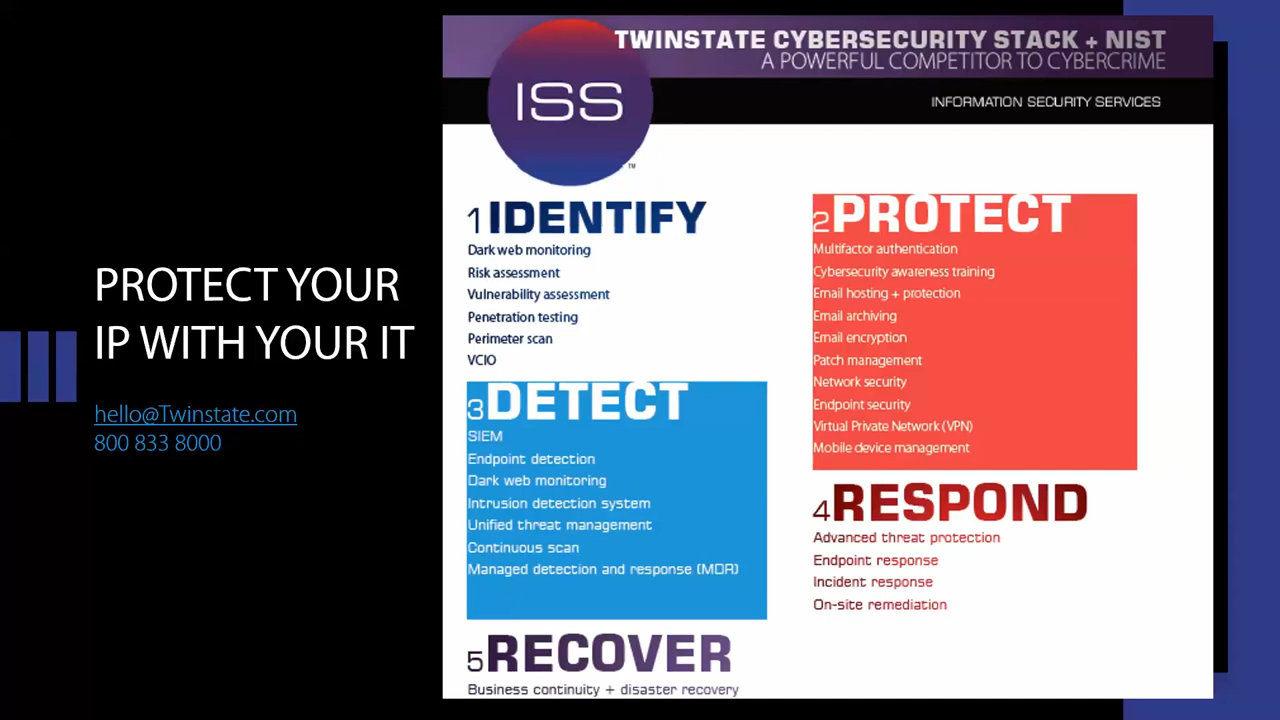 PROTECT YOUR
IP WITH YOUR IT
hello@Twinstate.com
800 833 8000
TWINSTATE CYBERSECURITY STACK + NIST
A POWERFUL COMPETITOR TO CYBERCRIME
ISS
INFORMATION SECURITY SERVICES
™
1 IDENTIFY
Dark web monitoring
Risk assessment
Vulnerability assessment
Penetration testing
Perimeter scan
VCIO
2 PROTECT
Multifactor authentication
Cybersecurity awareness training
Email hosting + protection
Email archiving
Email encryption
Patch management
Network security
Endpoint security
Virtual Private Network (VPN)
Mobile device management
3 DETECT
SIEM
Endpoint detection
Dark web monitoring
Intrusion detection system
Unified threat management
Continuous scan
Managed detection and response (MDR)
4 RESPOND
Advanced threat protection
Endpoint response
Incident response
On-site remediation
5 RECOVER
Business continuity + disaster recovery